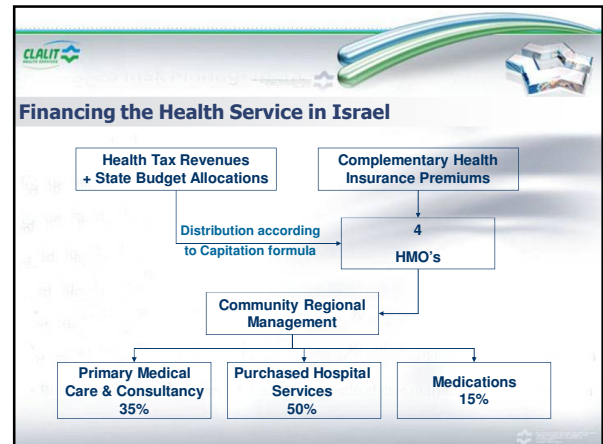 CLALIT
HEALTH SERVICES
Financing the Health Service in Israel
Health Tax Revenues
+ State Budget Allocations
Complementary Health
Insurance Premiums
Distribution according
to Capitation formula
4
HMO's
Community Regional
Management
Primary Medical
Care & Consultancy
35%
Purchased Hospital
Services
50%
Medications
15%